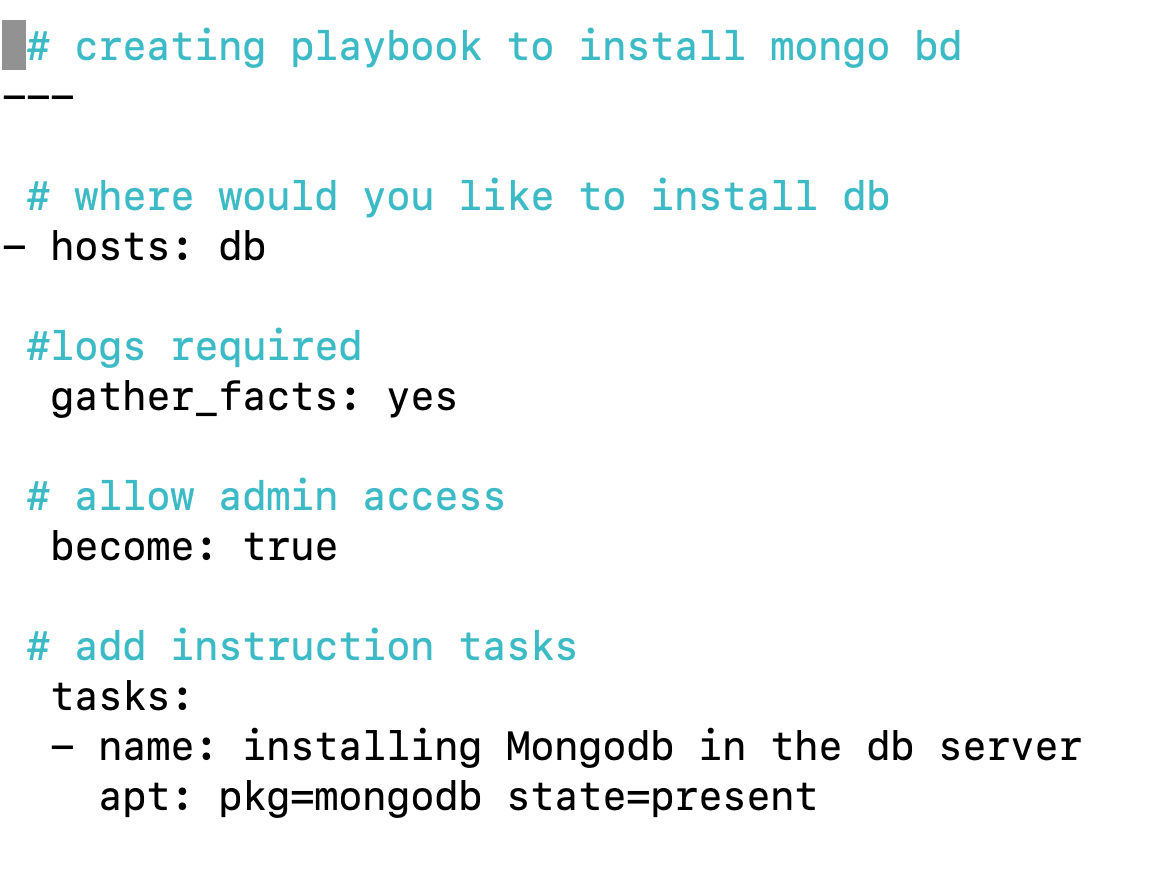 # creating playbook to install mongo bd
---
# where would you like to install db
- hosts: db
#logs required
gather_facts: yes
# allow admin access
become: true
# add instruction tasks
tasks:
- name: installing Mongodb in the db server
apt: pkg=mongodb state=present